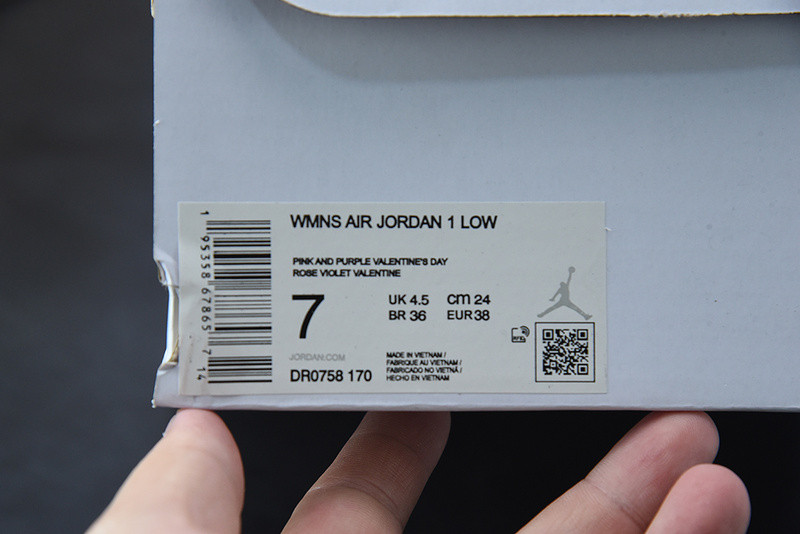 WMNS AIR JORDAN 1 LOW
PINK AND PURPLE VALENTINE'S DAY
ROSE VIOLET VALENTINE
7
UK 4.5 cm 24
BR 36 EUR 38
JORDAN.COM
DR0758 170
MADE IN VIETNAM /
FABRIQUE AU VIETNAM /
FABRICADO NO VIETNÃ /
HECHO EN VIETNAM
RFID
1 95358 67865 7 14